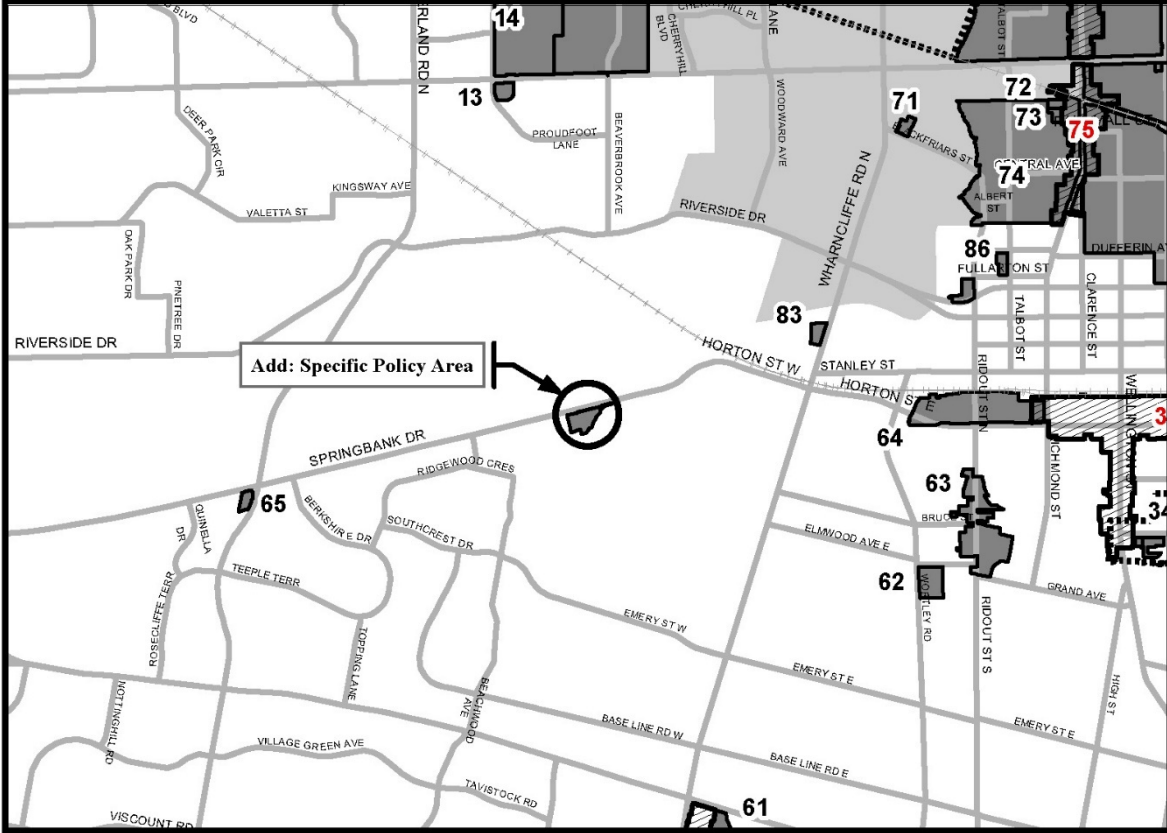 14
BLVD
ERLAND RD N
CHERRYHILL PL
CHERRYHILL
BLVD
LANE
TALBOT ST
13
DEER PARK CIR
PROUDFOOT
LANE
BEAVERBROOK AVE
WOODWARD AVE
71
BLACKFRIARS ST
72
73
75
CENTRAL AVE
74
ALBERT
ST
KINGSWAY AVE
VALETTA ST
RIVERSIDE DR
WHARNCLIFFE RD N
OAK PARK DR
PINETREE DR
86
FULLARTON ST
DUFFERIN AV
TALBOT ST
CLARENCE ST
83
RIVERSIDE DR
HORTON ST W
STANLEY ST
Add: Specific Policy Area
HORTON ST E
RIDOUT ST N
WELLINGTON ST
3
64
SPRINGBANK DR
RIDGEWOOD CRES
RICHMOND ST
65
QUINELLA
DR
BERKSHIRE DR
SOUTHCREST DR
63
BRUCE ST
34
ELMWOOD AVE E
ROSECLIFFE TERR
TEEPLE TERR
62
WORTLEY RD
GRAND AVE
RIDOUT ST S
TOPPING LANE
EMERY ST W
EMERY ST E
HIGH ST
NOTTINGHILL RD
BEACHWOOD
AVE
BASE LINE RD W
EMERY ST E
VILLAGE GREEN AVE
BASE LINE RD E
TAVISTOCK RD
61
VISCOUNT RD